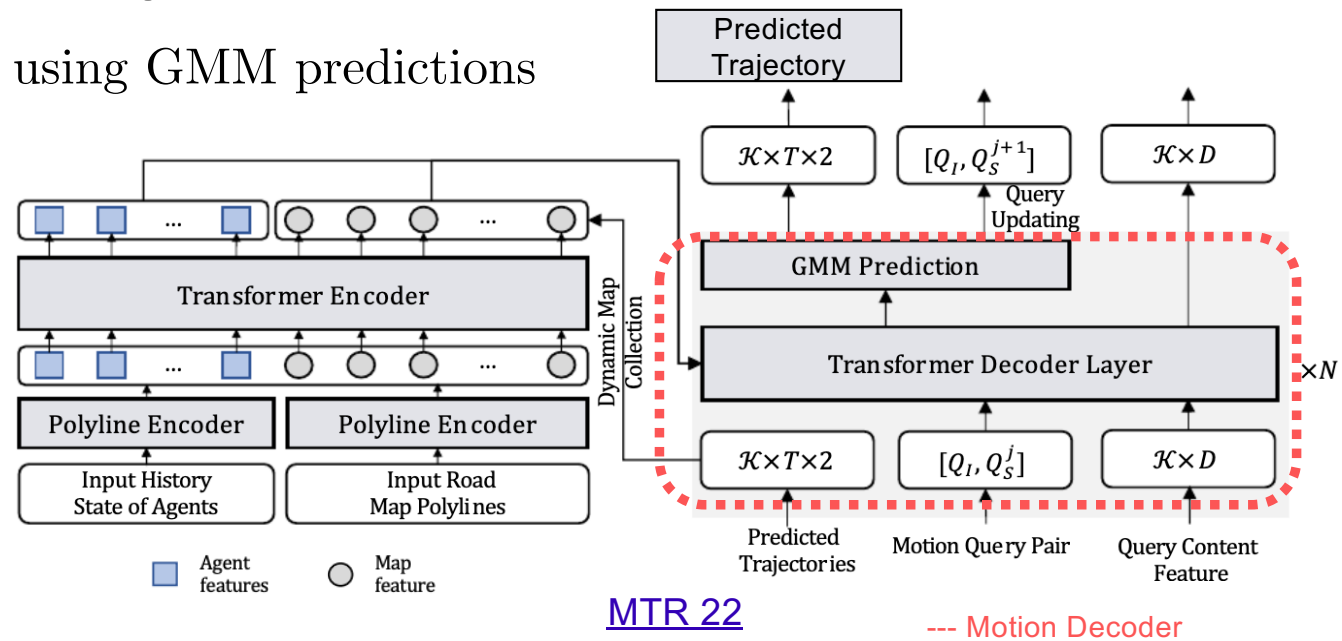 using GMM predictions
Predicted
Trajectory
𝒦×T×2
[Q_I, Q_S^{j+1}]
𝒦×D
Query
Updating
... ...
GMM Prediction
Transformer Encoder
Dynamic Map
Collection
Transformer Decoder Layer
×N
... ...
Polyline Encoder
Polyline Encoder
𝒦×T×2
[Q_I, Q_S^j]
𝒦×D
Input History
State of Agents
Input Road
Map Polylines
Predicted
Trajectories
Motion Query Pair
Query Content
Feature
Agent
features
Map
feature
MTR 22
--- Motion Decoder